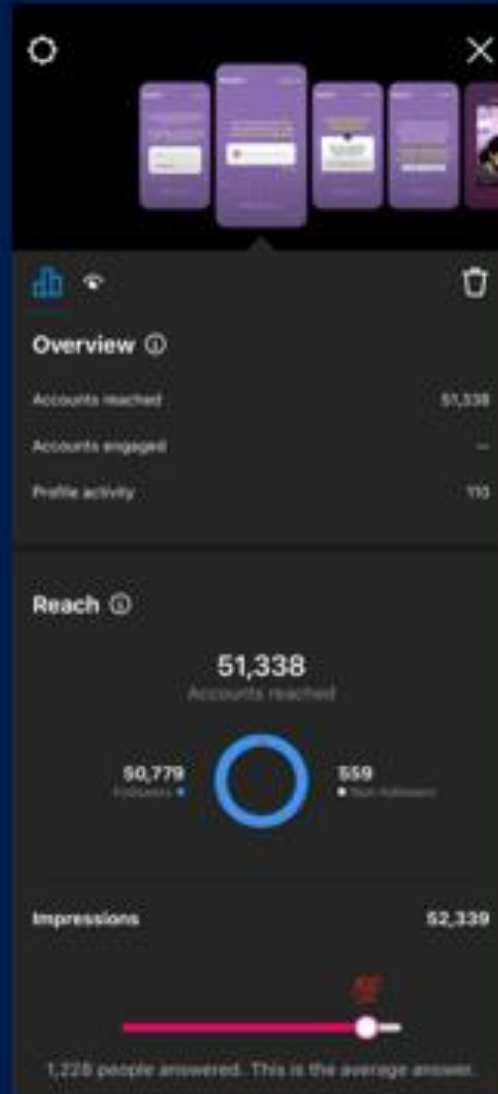 Overview
Accounts reached 51,338
Accounts engaged --
Profile activity 110
Reach
51,338
Accounts reached
50,779
Followers
559
Non-followers
Impressions 52,339
💯
1,228 people answered. This is the average answer.